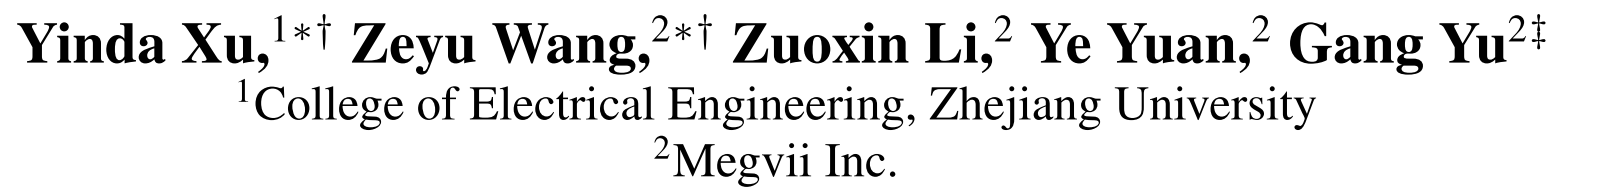 Yinda Xu,¹*† Zeyu Wang,²*† Zuoxin Li,² Ye Yuan,² Gang Yu²‡
¹College of Electrical Engineering, Zhejiang University
²Megvii Inc.